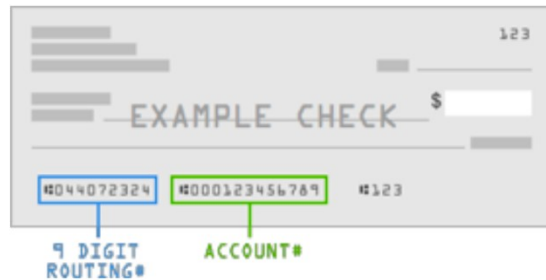 123
$
EXAMPLE CHECK
⑆044072324 ⑆000123456789 ⑆123
9 DIGIT ACCOUNT#
ROUTING#